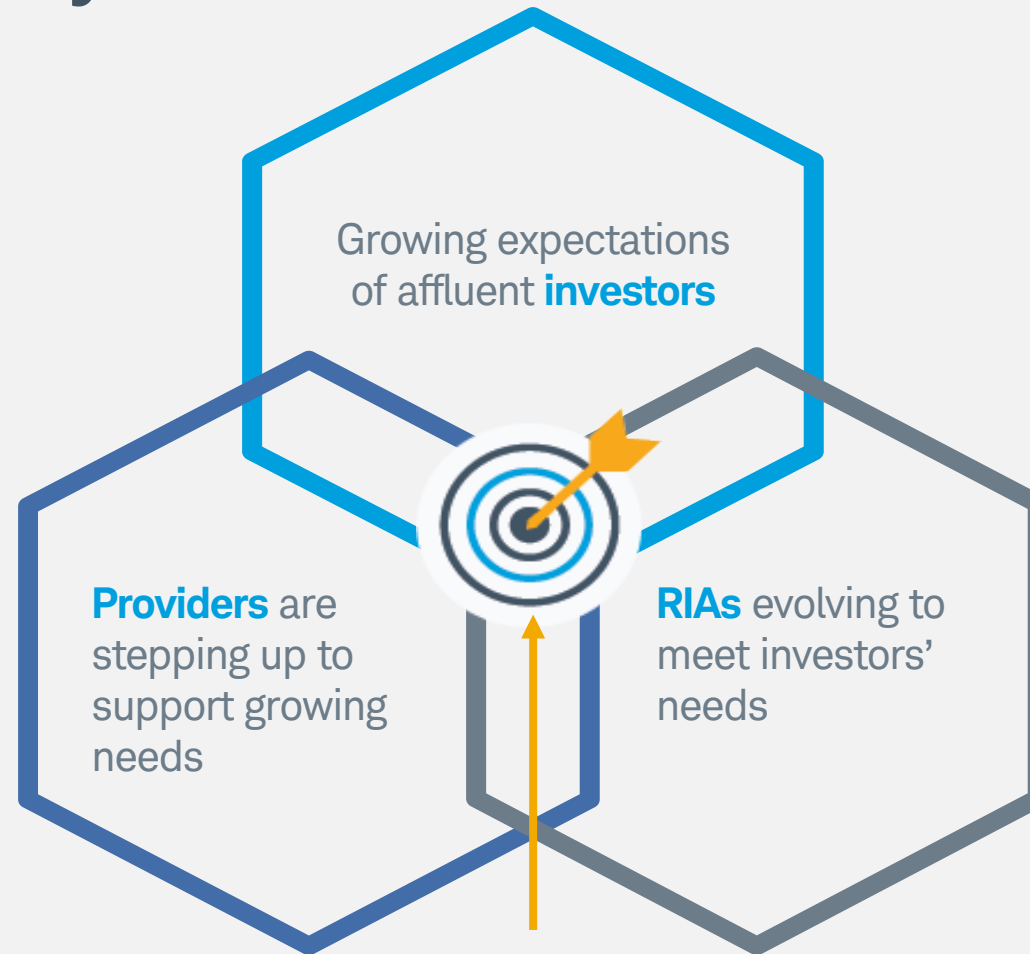 Growing expectations
of affluent investors
Providers are
stepping up to
support growing
needs
RIAs evolving to
meet investors’
needs